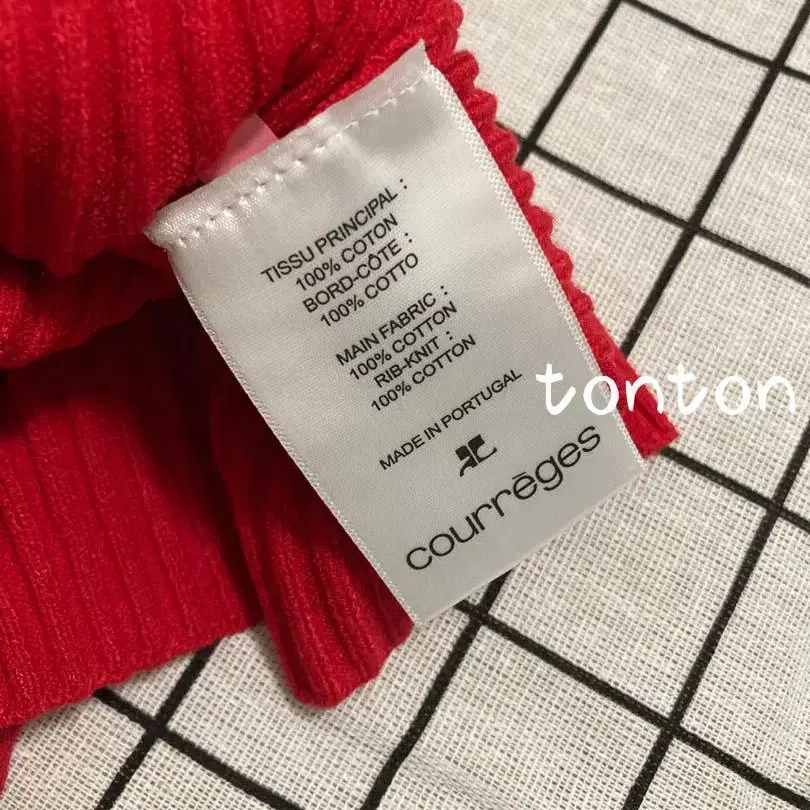 TISSU PRINCIPAL :
100% COTON
BORD-CÔTE :
100% COTTO
MAIN FABRIC :
100% COTTON
RIB-KNIT :
100% COTTON
MADE IN PORTUGAL
courrēges
tonton